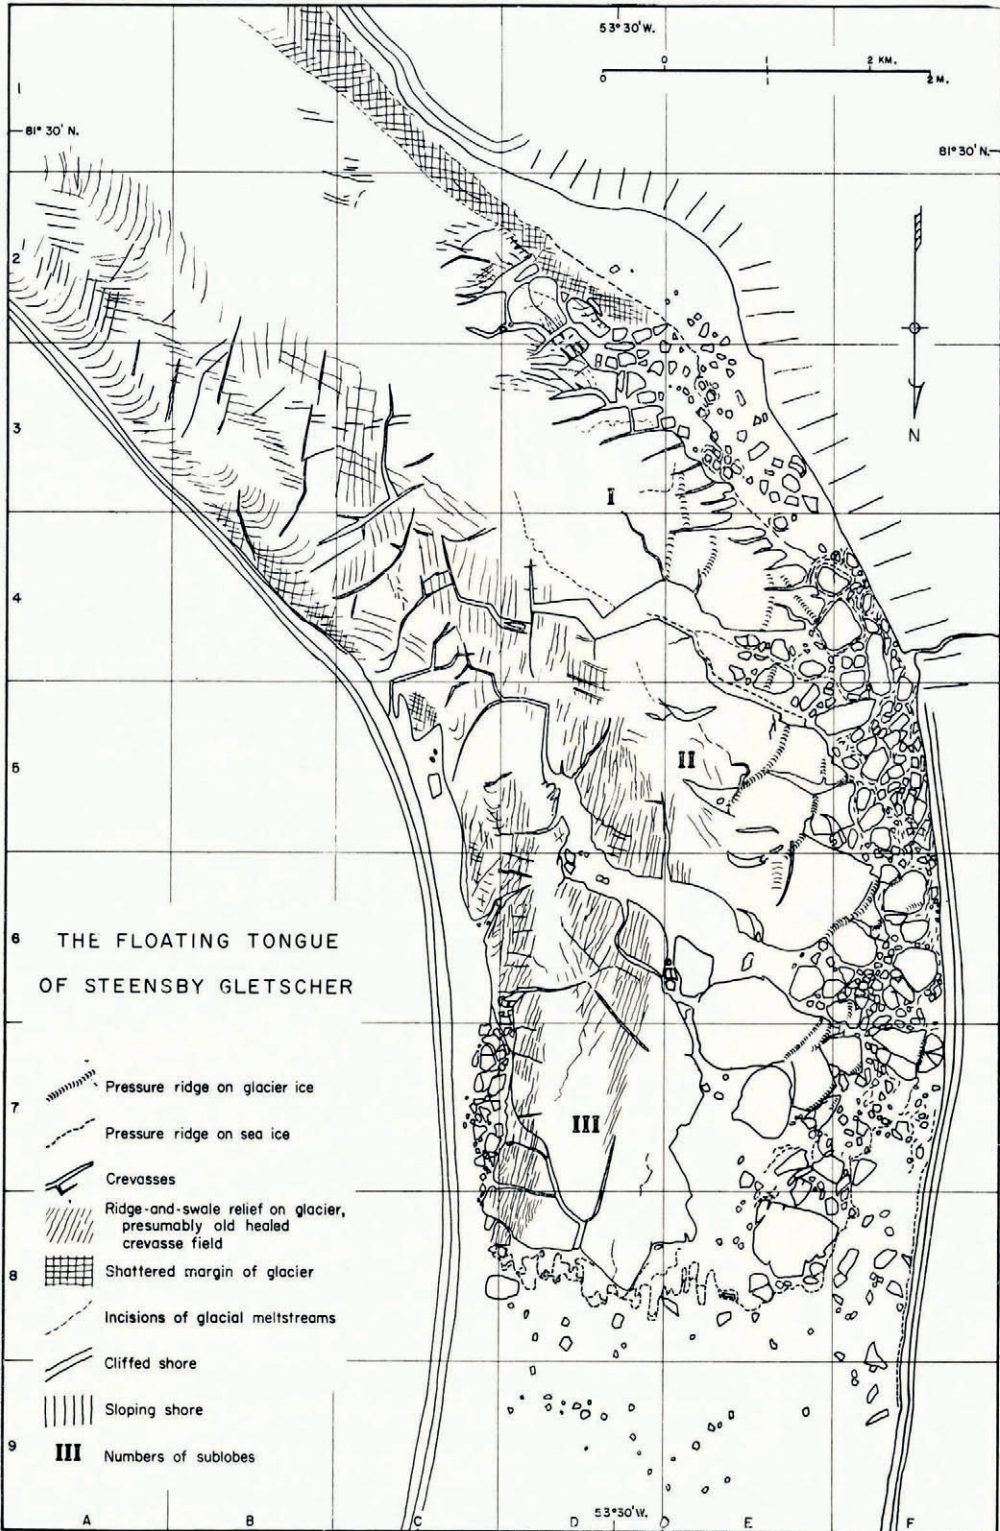 53° 30' W.
0 2 KM.
0 1 2 M.
1
81° 30' N.
81° 30' N.
2
N
3
I
4
5
II
6
THE FLOATING TONGUE
OF STEENSBY GLETSCHER
Pressure ridge on glacier ice
7
Pressure ridge on sea ice
III
Crevasses
Ridge-and-swale relief on glacier,
presumably old healed
crevasse field
8
Shattered margin of glacier
Incisions of glacial meltstreams
Cliffed shore
Sloping shore
9
III Numbers of sublobes
53°30'W.
A B C D D E F